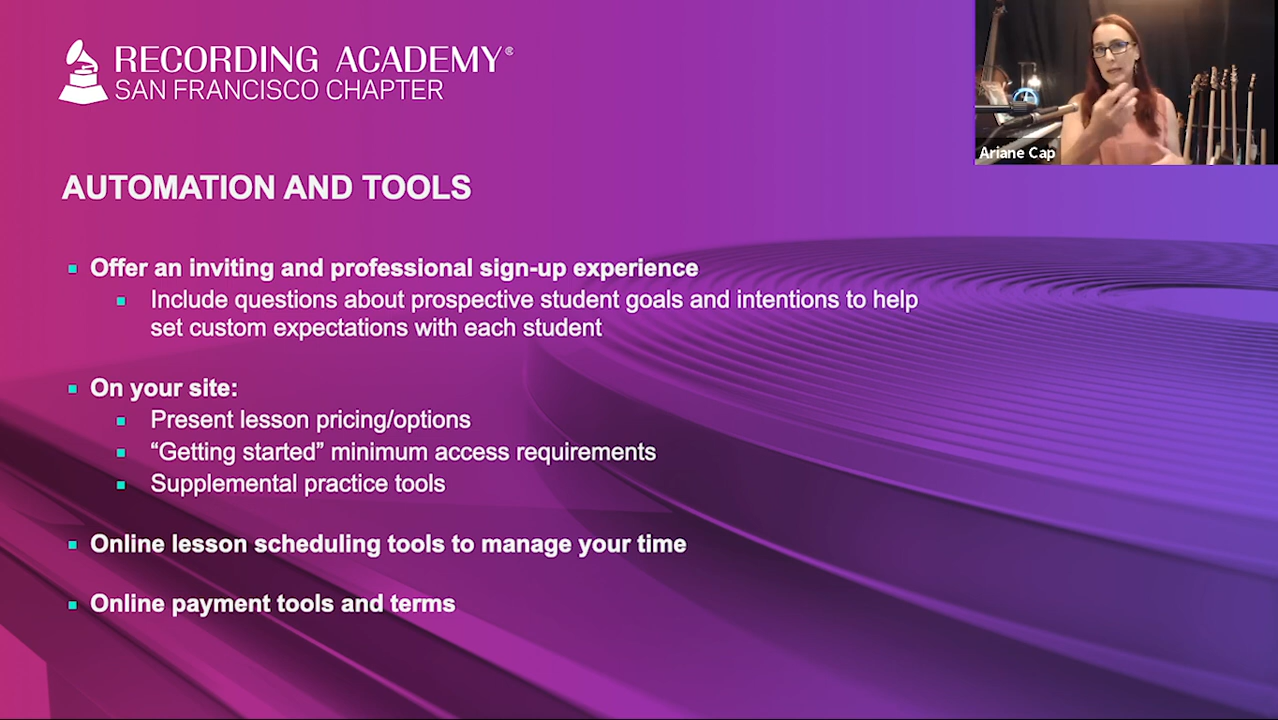 RECORDING ACADEMY®
SAN FRANCISCO CHAPTER
Ariane Cap
AUTOMATION AND TOOLS
Offer an inviting and professional sign-up experience
Include questions about prospective student goals and intentions to help
set custom expectations with each student
On your site:
Present lesson pricing/options
“Getting started” minimum access requirements
Supplemental practice tools
Online lesson scheduling tools to manage your time
Online payment tools and terms